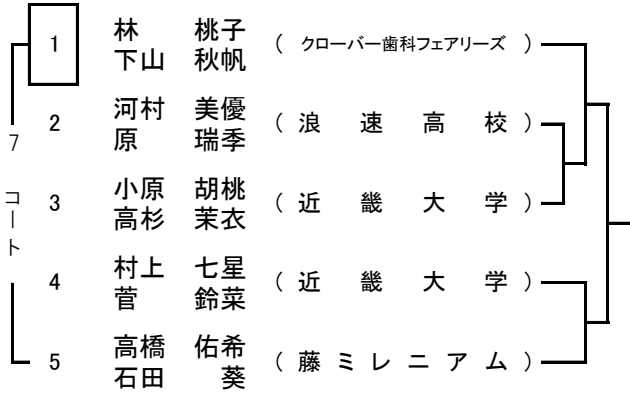 1 林 桃子 ( クローバー歯科フェアリーズ )
下山 秋帆
2 河村 美優 ( 浪速高校 )
原 瑞季
3 小原 胡桃 ( 近畿大学 )
高杉 茉衣
4 村上 七星 ( 近畿大学 )
菅 鈴菜
5 高橋 佑希 ( 藤ミレニアム )
石田 葵
7コート